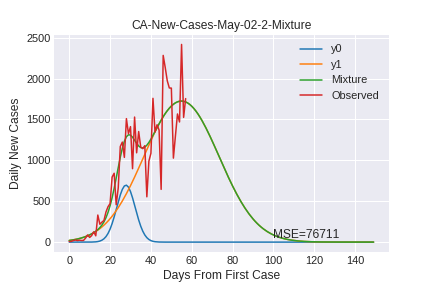 CA-New-Cases-May-02-2-Mixture
2500
2000
1500
1000
500
0
Daily New Cases
y0
y1
Mixture
Observed
MSE=76711
0 20 40 60 80 100 120 140
Days From First Case